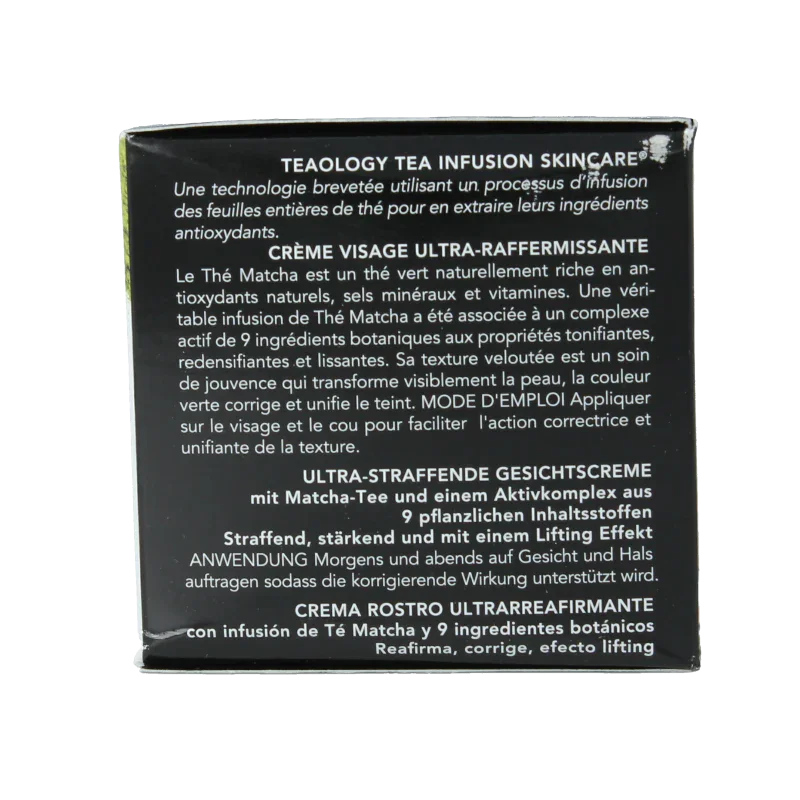 TEAOLOGY TEA INFUSION SKINCARE®
Une technologie brevetée utilisant un processus d'infusion
des feuilles entières de thé pour en extraire leurs ingrédients
antioxydants.
CRÈME VISAGE ULTRA-RAFFERMISSANTE
Le Thé Matcha est un thé vert naturellement riche en an-
tioxydants naturels, sels minéraux et vitamines. Une véri-
table infusion de Thé Matcha a été associée à un complexe
actif de 9 ingrédients botaniques aux propriétés tonifiantes,
redensifiantes et lissantes. Sa texture veloutée est un soin
de jouvence qui transforme visiblement la peau, la couleur
verte corrige et unifie le teint. MODE D'EMPLOI Appliquer
sur le visage et le cou pour faciliter l'action correctrice et
unifiante de la texture.
ULTRA-STRAFFENDE GESICHTSCREME
mit Matcha-Tee und einem Aktivkomplex aus
9 pflanzlichen Inhaltsstoffen
Straffend, stärkend und mit einem Lifting Effekt
ANWENDUNG Morgens und abends auf Gesicht und Hals
auftragen sodass die korrigierende Wirkung unterstützt wird.
CREMA ROSTRO ULTRARREAFIRMANTE
con infusión de Té Matcha y 9 ingredientes botánicos
Reafirma, corrige, efecto lifting